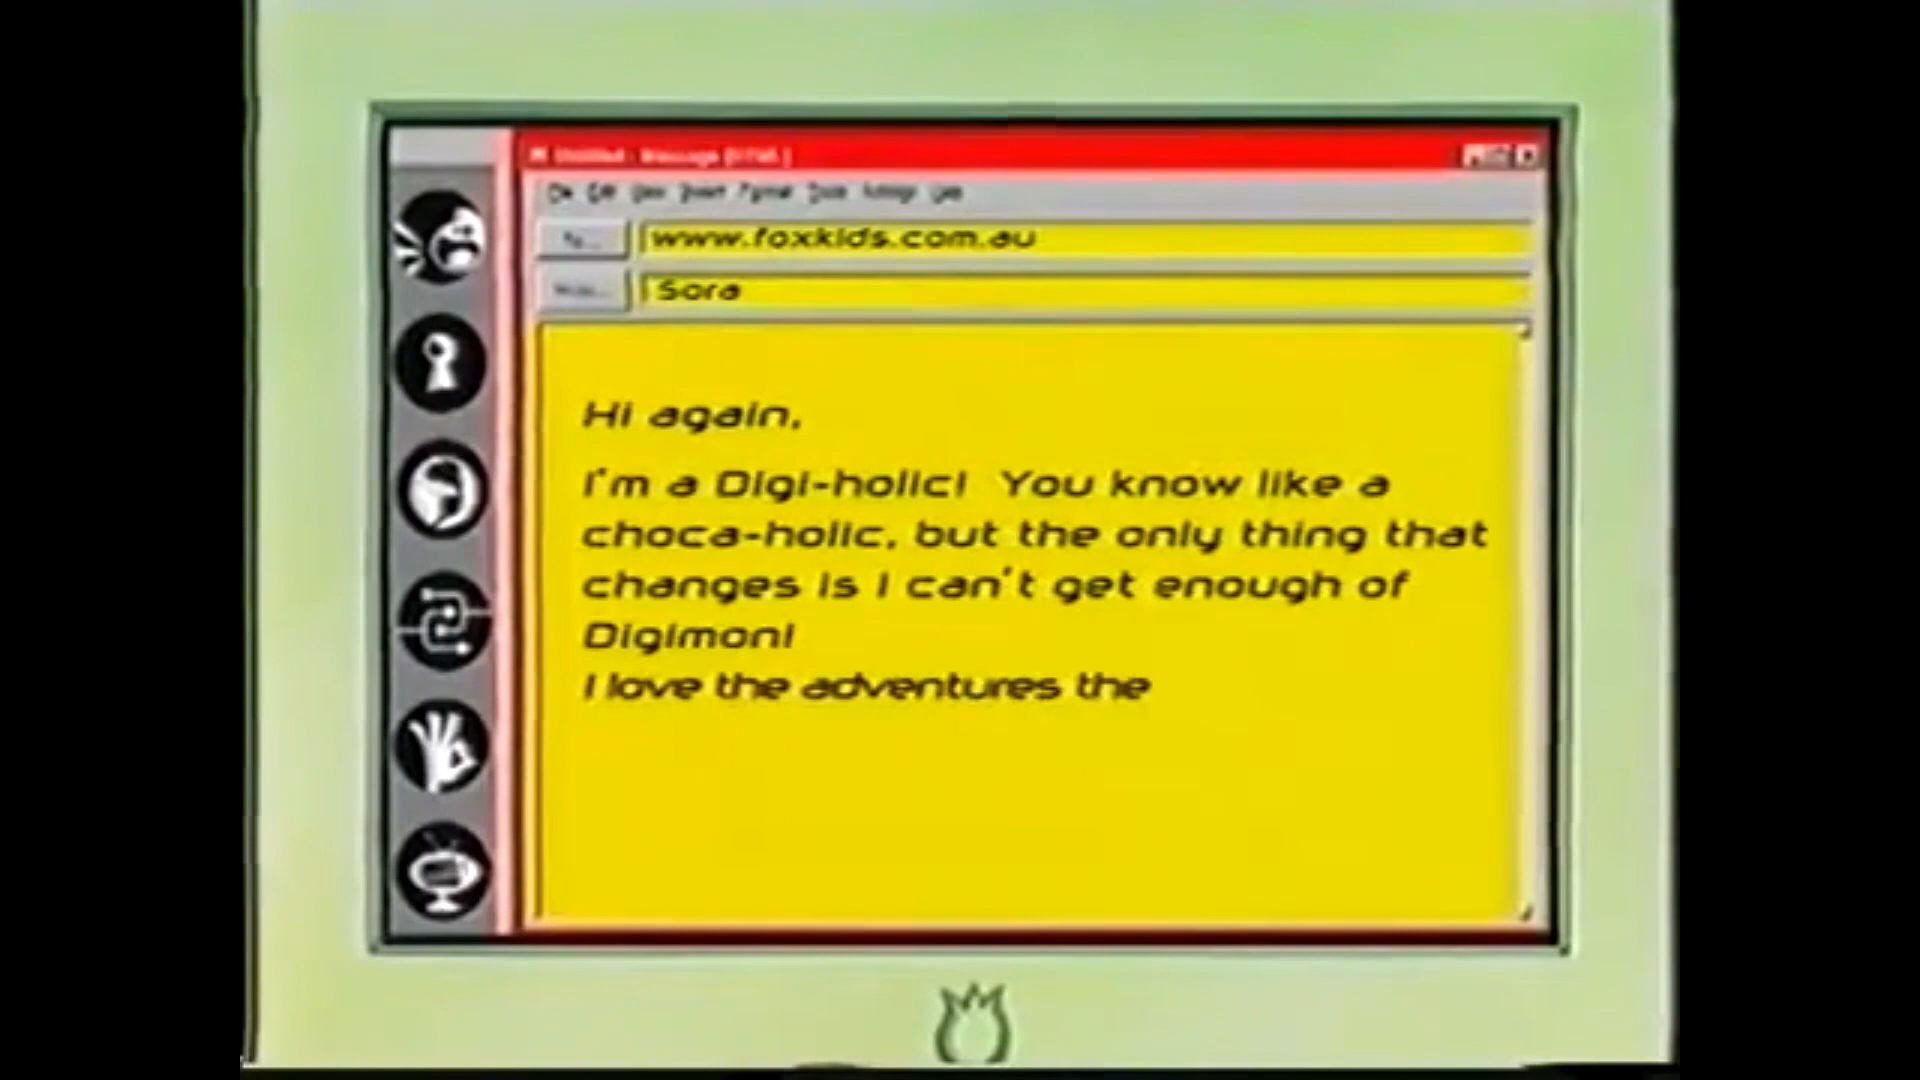 www.foxkids.com.au
Sora
Hi again,
I'm a Digi-holic! You know like a
choca-holic, but the only thing that
changes is I can't get enough of
Digimon!
I love the adventures the